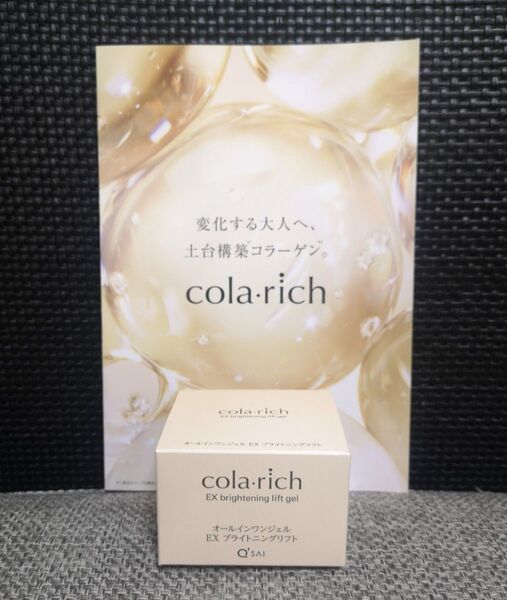 変化する大人へ、
土台構築"コラーゲン"。
cola·rich
cola·rich
EX brightening lift gel
オールインワンジェル EX ブライトニングリフト
cola·rich
EX brightening lift gel
オールインワンジェル
EX ブライトニングリフト
Q'SAI